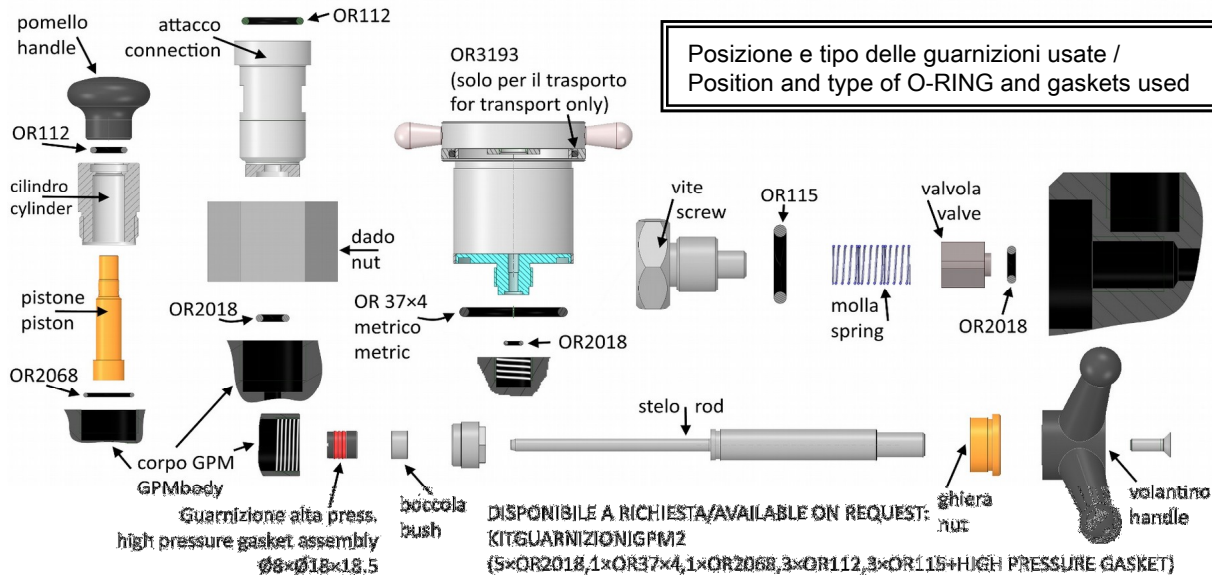 Posizione e tipo delle guarnizioni usate /
Position and type of O-RING and gaskets used
pomello
handle
OR112
cilindro
cylinder
pistone
piston
OR2068
corpo GPM
GPMbody
attacco
connection
OR112
dado
nut
OR2018
OR3193
(solo per il trasporto
for transport only)
OR 37×4
metrico
metric
OR2018
vite
screw
OR115
molla
spring
valvola
valve
OR2018
Guarnizione alta press.
high pressure gasket assembly
Ø8×Ø18×18.5
boccola
bush
stelo rod
ghiera
nut
volantino
handle
DISPONIBILE A RICHIESTA/AVAILABLE ON REQUEST:
KITGUARNIZIONIGPM2
(5×OR2018,1×OR37×4,1×OR2068,3×OR112,3×OR115+HIGH PRESSURE GASKET)